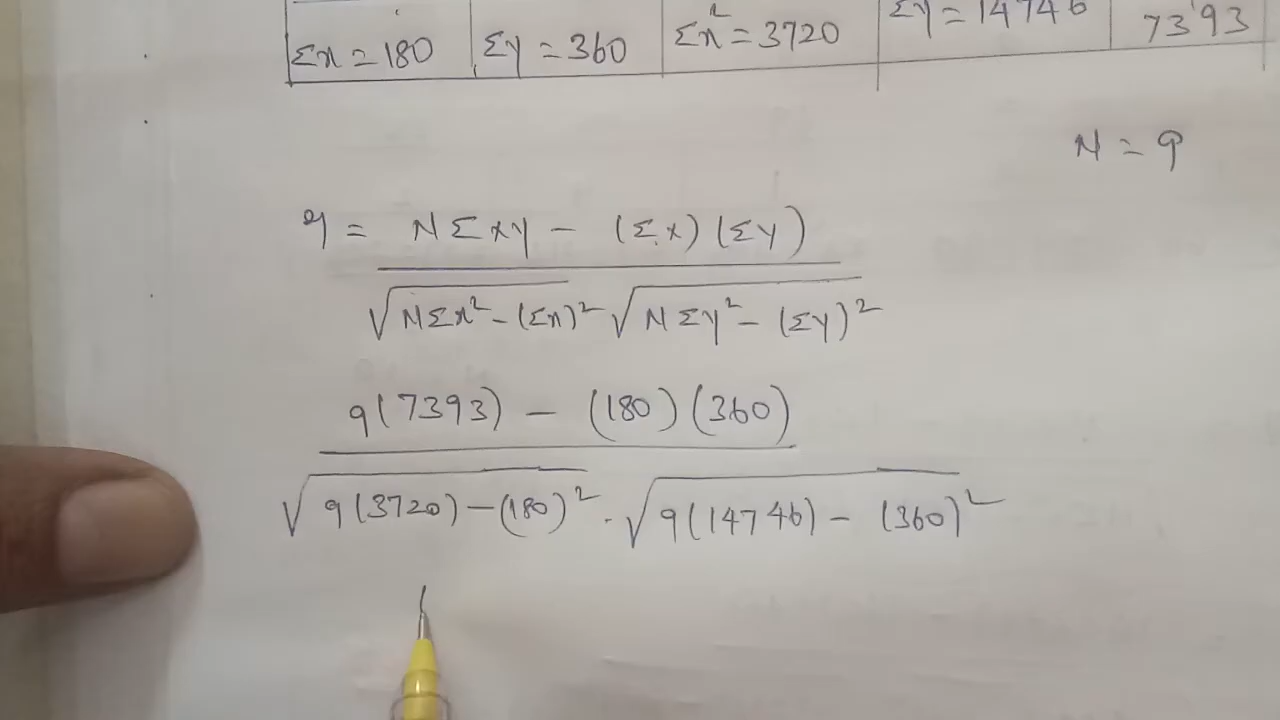 Σx = 180 Σy = 360 Σx² = 3720 Σy = 14746 7393
N = 9
r = NΣxy - (Σx)(Σy)
√NΣx² - (Σx)² √NΣy² - (Σy)²
9(7393) - (180)(360)
√9(3720) - (180)² . √9(14746) - (360)²